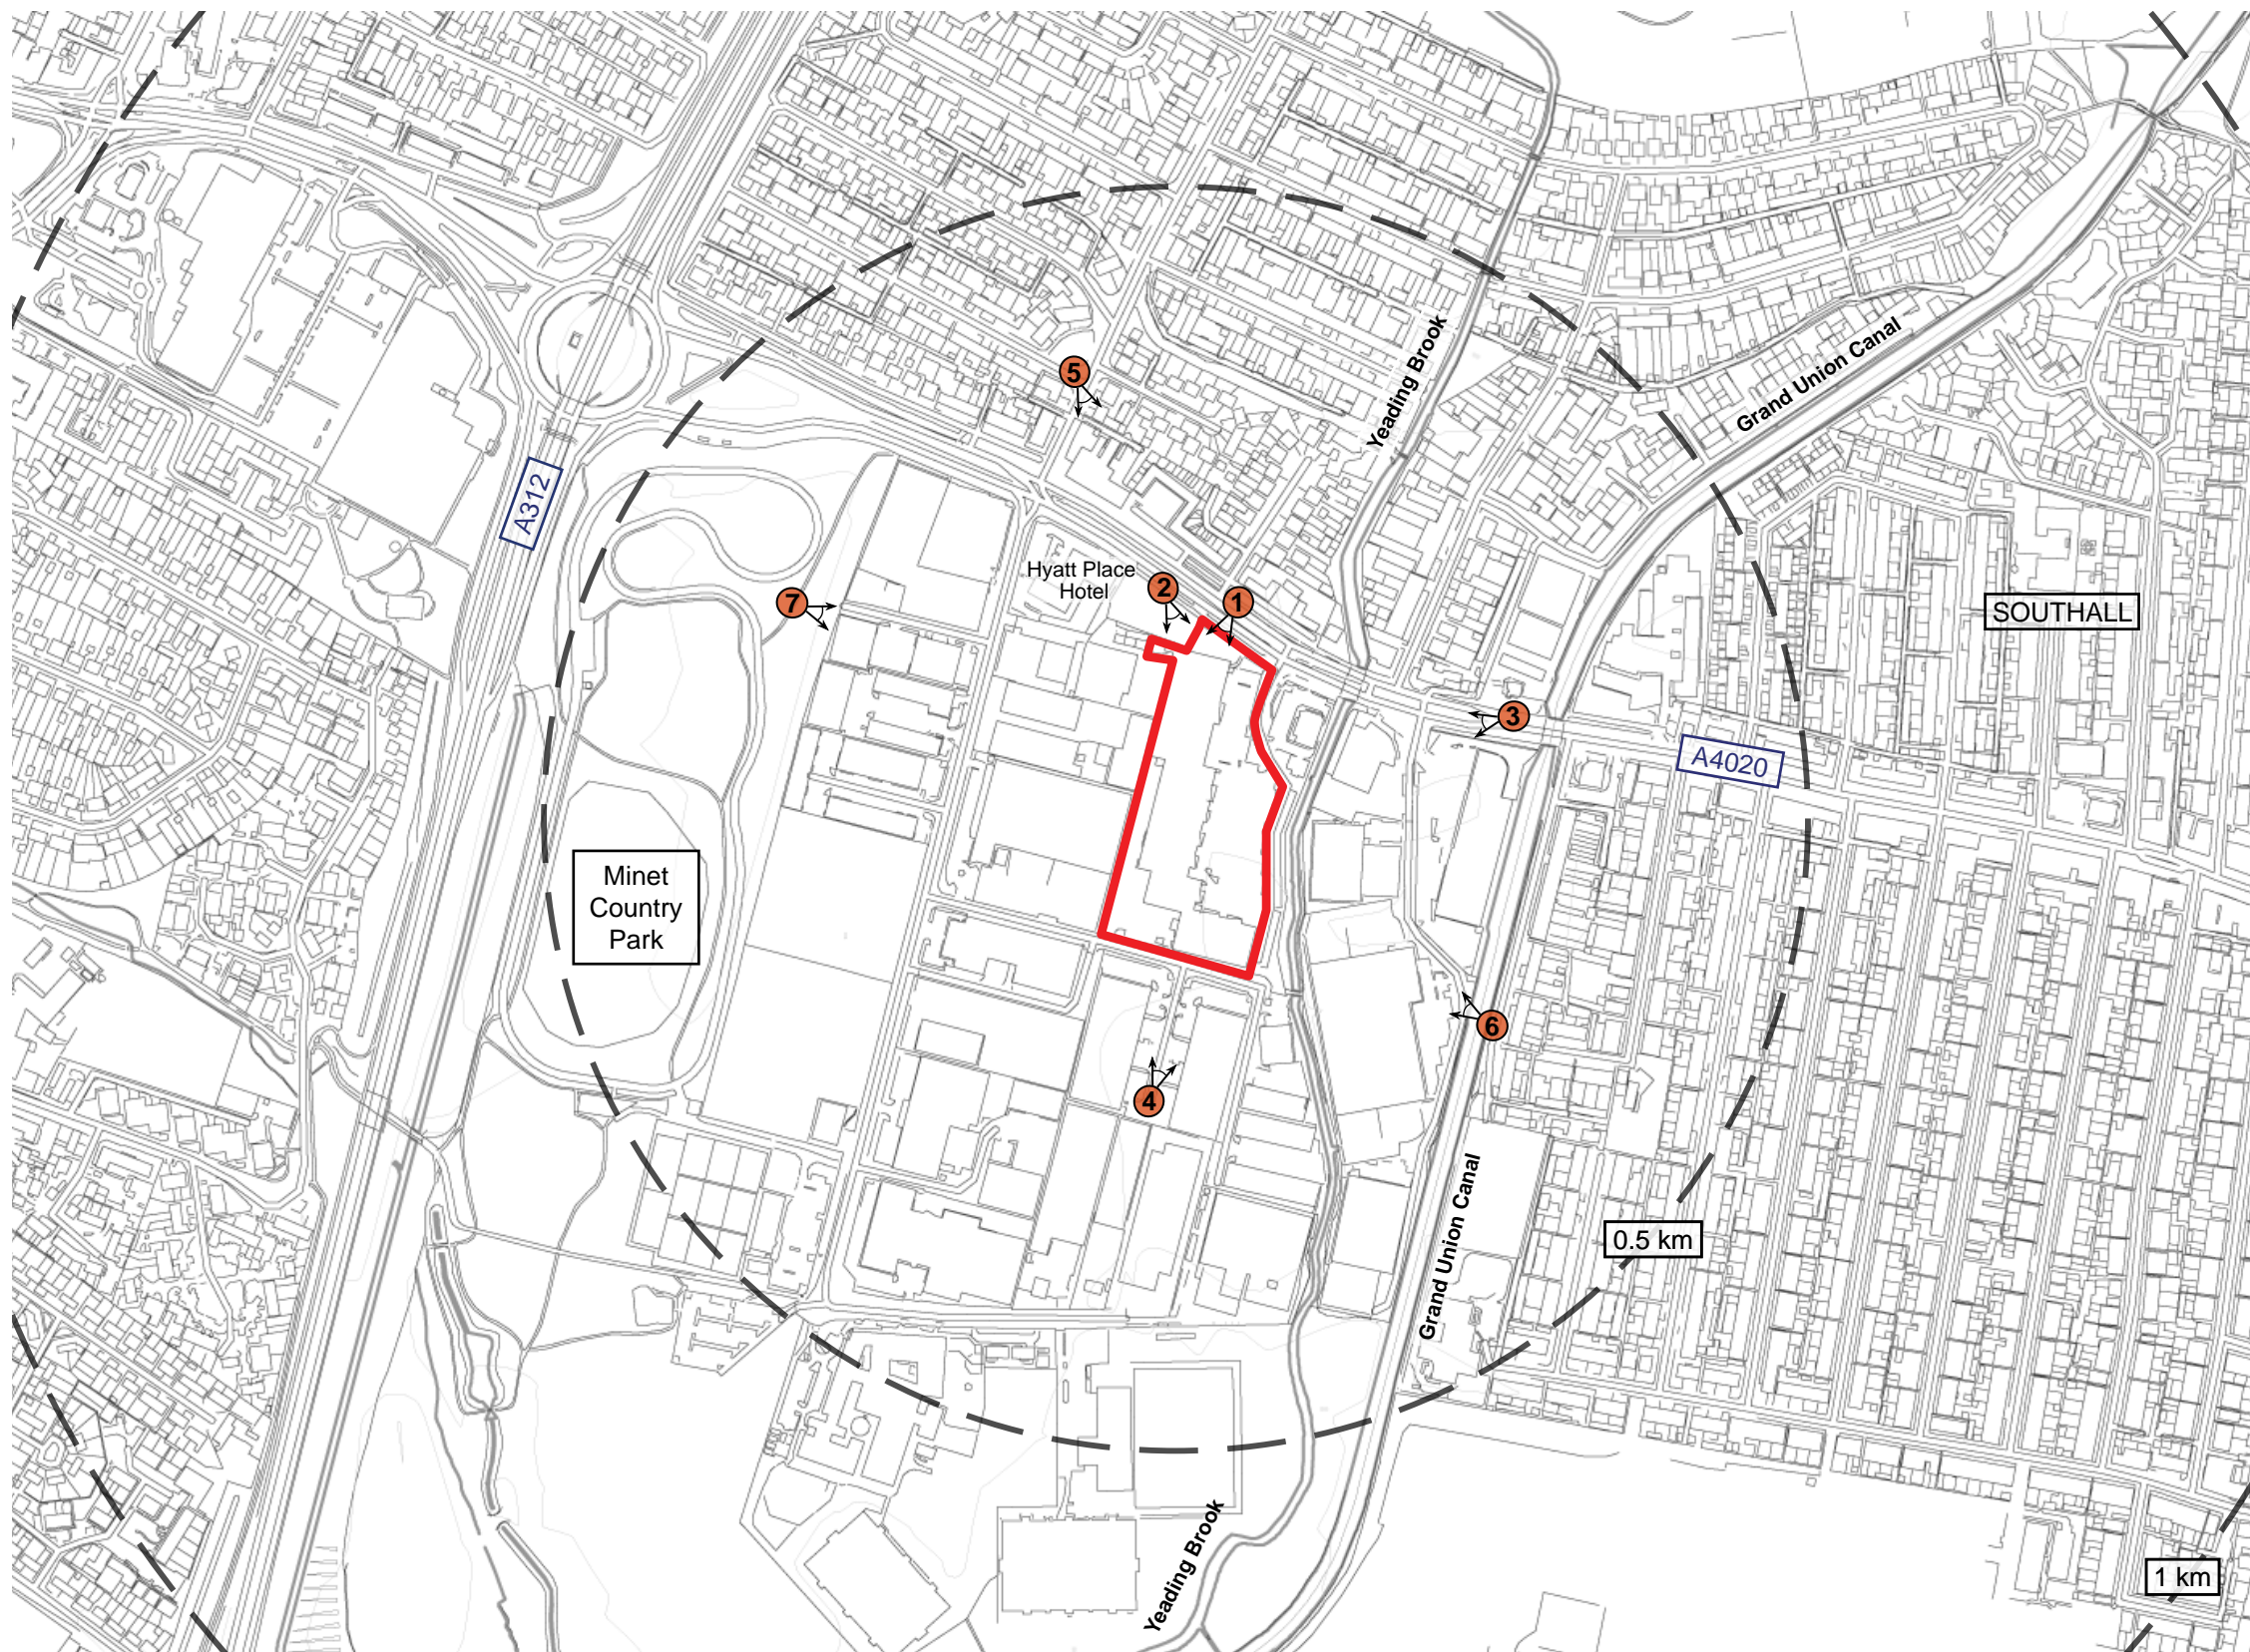 5
Yeading Brook
Grand Union Canal
A312
Hyatt Place
Hotel
2
1
7
SOUTHALL
3
A4020
Minet
Country
Park
6
4
Grand Union Canal
0.5 km
Yeading Brook
1 km